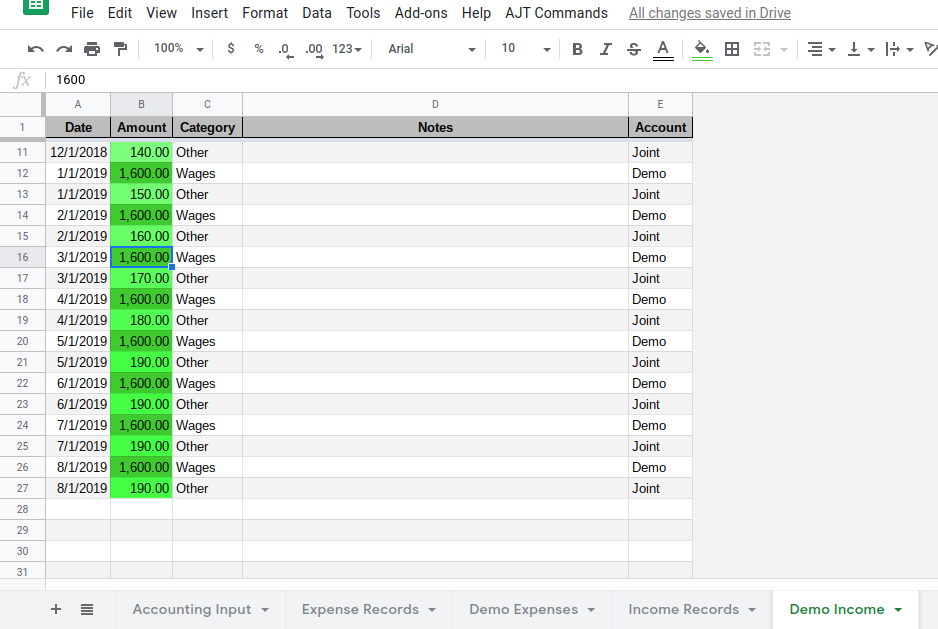 File Edit View Insert Format Data Tools Add-ons Help AJT Commands All changes saved in Drive
100% $ % .0 .00 123 Arial 10 B I S A
fx 1600
A B C D E
1 Date Amount Category Notes Account
11 12/1/2018 140.00 Other Joint
12 1/1/2019 1,600.00 Wages Demo
13 1/1/2019 150.00 Other Joint
14 2/1/2019 1,600.00 Wages Demo
15 2/1/2019 160.00 Other Joint
16 3/1/2019 1,600.00 Wages Demo
17 3/1/2019 170.00 Other Joint
18 4/1/2019 1,600.00 Wages Demo
19 4/1/2019 180.00 Other Joint
20 5/1/2019 1,600.00 Wages Demo
21 5/1/2019 190.00 Other Joint
22 6/1/2019 1,600.00 Wages Demo
23 6/1/2019 190.00 Other Joint
24 7/1/2019 1,600.00 Wages Demo
25 7/1/2019 190.00 Other Joint
26 8/1/2019 1,600.00 Wages Demo
27 8/1/2019 190.00 Other Joint
28
29
30
31
+ Accounting Input Expense Records Demo Expenses Income Records Demo Income